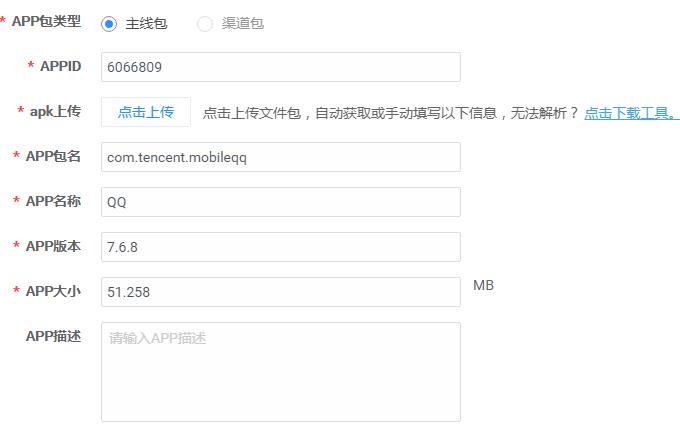 * APP包类型 主线包 渠道包
* APPID 6066809
* apk上传 点击上传 点击上传文件包，自动获取或手动填写以下信息，无法解析？ 点击下载工具。
* APP包名 com.tencent.mobileqq
* APP名称 QQ
* APP版本 7.6.8
* APP大小 51.258 MB
APP描述 请输入APP描述